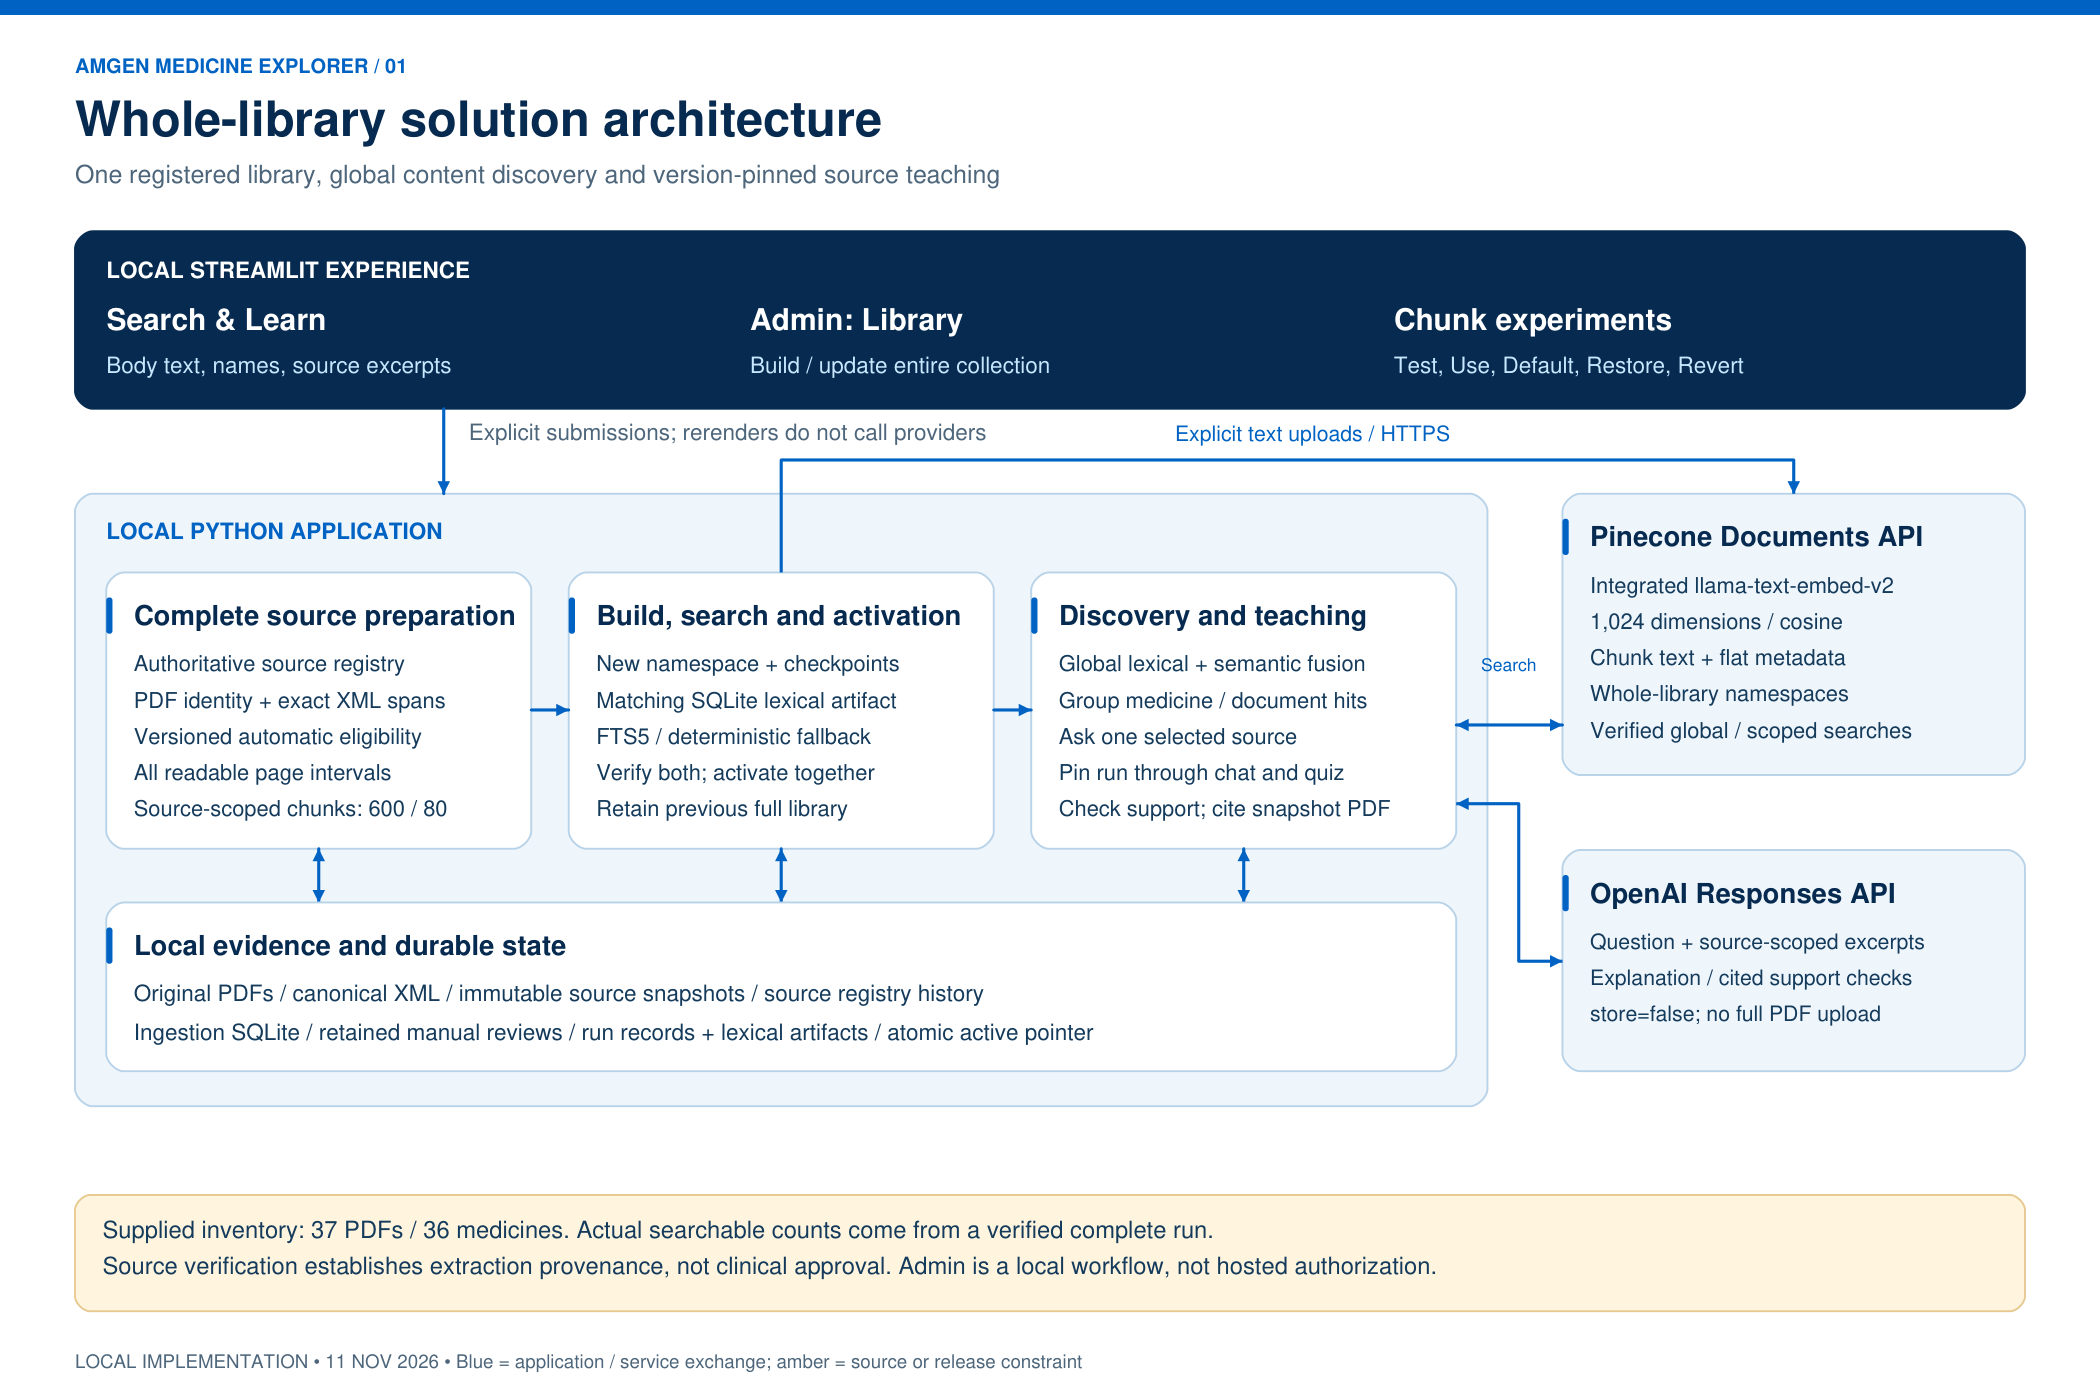 AMGEN MEDICINE EXPLORER / 01
Whole-library solution architecture
One registered library, global content discovery and version-pinned source teaching
LOCAL STREAMLIT EXPERIENCE
Search & Learn
Body text, names, source excerpts
Admin: Library
Build / update entire collection
Chunk experiments
Test, Use, Default, Restore, Revert
Explicit submissions; rerenders do not call providers
Explicit text uploads / HTTPS
LOCAL PYTHON APPLICATION
Complete source preparation
Authoritative source registry
PDF identity + exact XML spans
Versioned automatic eligibility
All readable page intervals
Source-scoped chunks: 600 / 80
Build, search and activation
New namespace + checkpoints
Matching SQLite lexical artifact
FTS5 / deterministic fallback
Verify both; activate together
Retain previous full library
Discovery and teaching
Global lexical + semantic fusion
Group medicine / document hits
Ask one selected source
Pin run through chat and quiz
Check support; cite snapshot PDF
Search
Pinecone Documents API
Integrated llama-text-embed-v2
1,024 dimensions / cosine
Chunk text + flat metadata
Whole-library namespaces
Verified global / scoped searches
OpenAI Responses API
Question + source-scoped excerpts
Explanation / cited support checks
store=false; no full PDF upload
Local evidence and durable state
Original PDFs / canonical XML / immutable source snapshots / source registry history
Ingestion SQLite / retained manual reviews / run records + lexical artifacts / atomic active pointer
Supplied inventory: 37 PDFs / 36 medicines. Actual searchable counts come from a verified complete run.
Source verification establishes extraction provenance, not clinical approval. Admin is a local workflow, not hosted authorization.
LOCAL IMPLEMENTATION • 11 NOV 2026 • Blue = application / service exchange; amber = source or release constraint